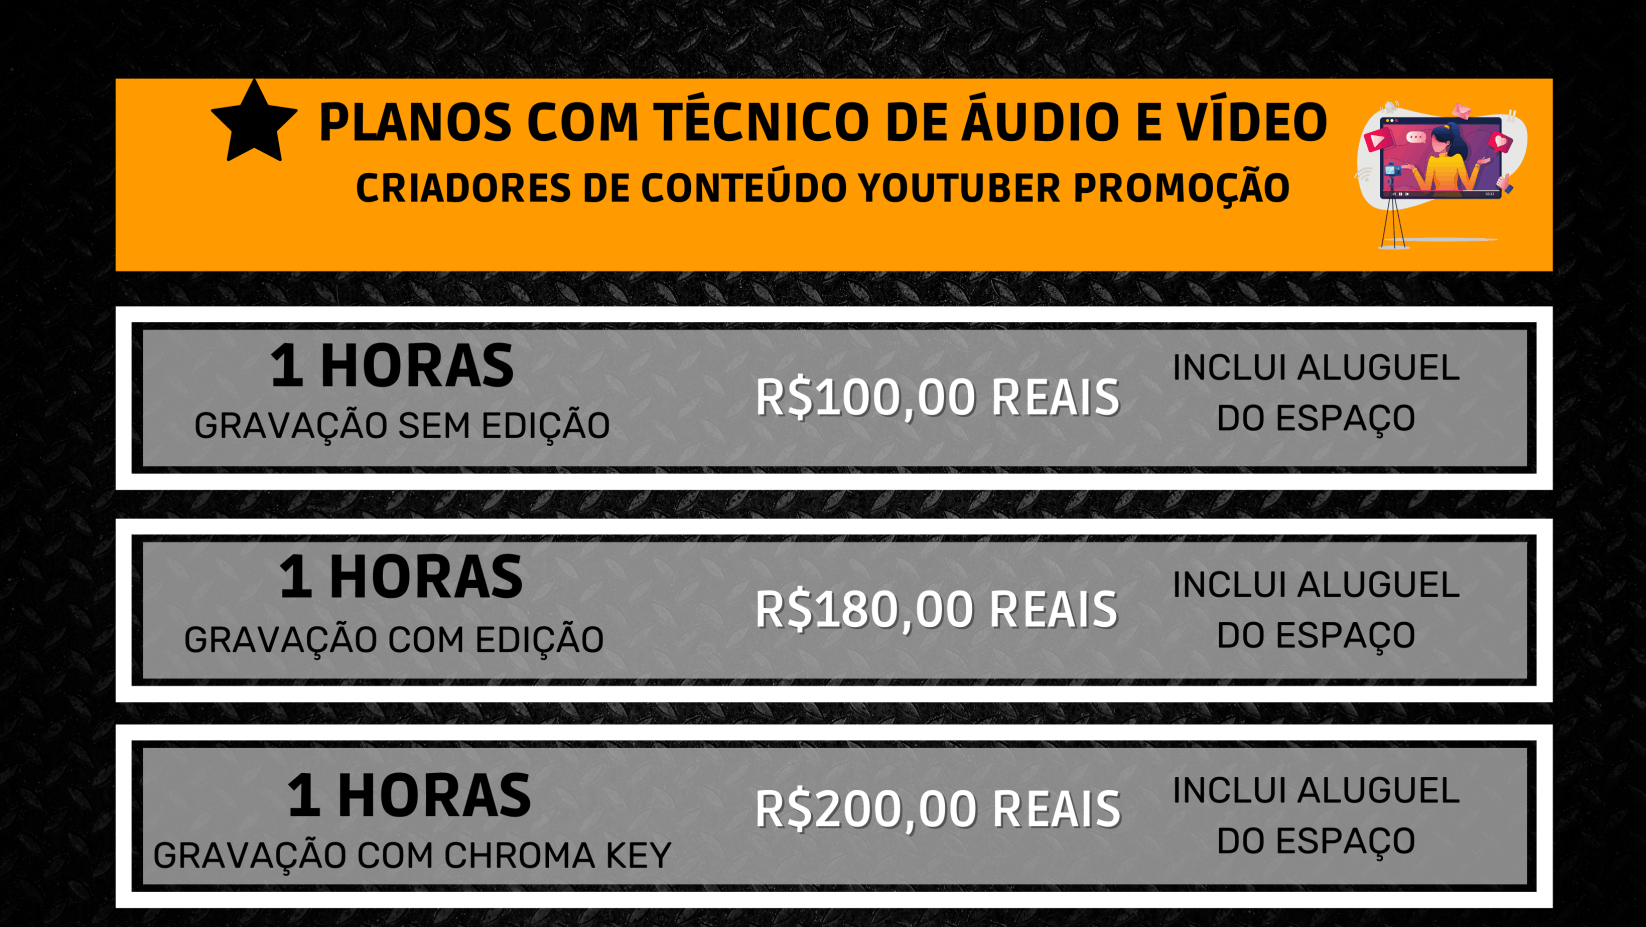 PLANOS COM TÉCNICO DE ÁUDIO E VÍDEO
CRIADORES DE CONTEÚDO YOUTUBER PROMOÇÃO
1 HORAS
GRAVAÇÃO SEM EDIÇÃO
R$100,00 REAIS
INCLUI ALUGUEL
DO ESPAÇO
1 HORAS
GRAVAÇÃO COM EDIÇÃO
R$180,00 REAIS
INCLUI ALUGUEL
DO ESPAÇO
1 HORAS
GRAVAÇÃO COM CHROMA KEY
R$200,00 REAIS
INCLUI ALUGUEL
DO ESPAÇO